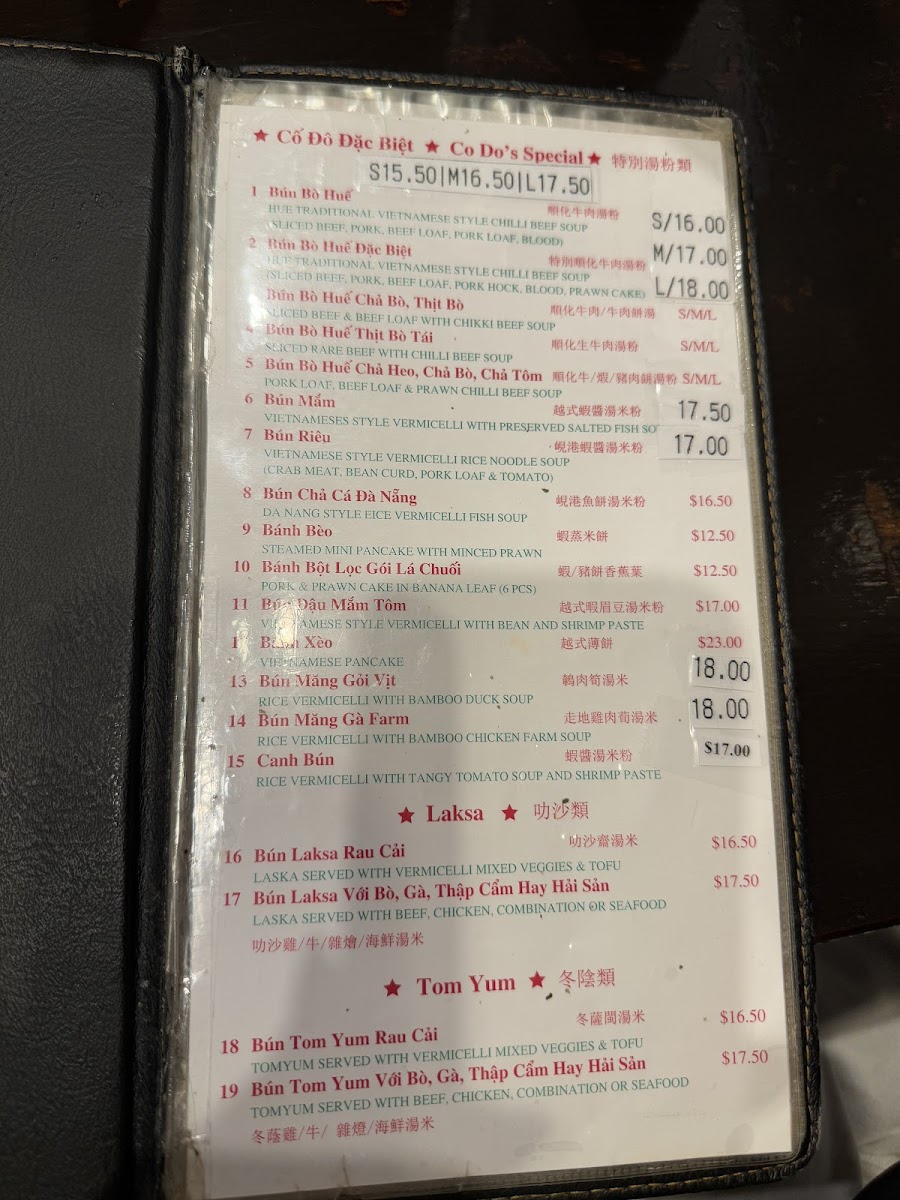 ★ Cố Đô Đặc Biệt ★ Co Do's Special ★ 特別湯粉類
S15.50|M16.50|L17.50
1 Bún Bò Huế 順化牛肉湯粉 S/16.00
HUE TRADITIONAL VIETNAMESE STYLE CHILLI BEEF SOUP
(SLICED BEEF, PORK, BEEF LOAF, PORK LOAF, BLOOD)
2 Bún Bò Huế Đặc Biệt 特別順化牛肉湯粉 M/17.00
HUE TRADITIONAL VIETNAMESE STYLE CHILLI BEEF SOUP
(SLICED BEEF, PORK, BEEF LOAF, PORK HOCK, BLOOD, PRAWN CAKE) L/18.00
Bún Bò Huế Chả Bò, Thịt Bò 順化牛肉/牛肉餅湯 S/M/L
SLICED BEEF & BEEF LOAF WITH CHIKKI BEEF SOUP
4 Bún Bò Huế Thịt Bò Tái 順化生牛肉湯粉 S/M/L
SLICED RARE BEEF WITH CHILLI BEEF SOUP
5 Bún Bò Huế Chả Heo, Chả Bò, Chả Tôm 順化牛/蝦/豬肉餅湯粉 S/M/L
PORK LOAF, BEEF LOAF & PRAWN CHILLI BEEF SOUP
6 Bún Mắm 越式蝦醬湯米粉 17.50
VIETNAMESES STYLE VERMICELLI WITH PRESERVED SALTED FISH SO
7 Bún Riêu 峴港蝦醬湯米粉 17.00
VIETNAMESE STYLE VERMICELLI RICE NOODLE SOUP
(CRAB MEAT, BEAN CURD, PORK LOAF & TOMATO)
8 Bún Chả Cá Đà Nẵng 峴港魚餅湯米粉 $16.50
DA NANG STYLE EICE VERMICELLI FISH SOUP
9 Bánh Bèo 蝦蒸米餅 $12.50
STEAMED MINI PANCAKE WITH MINCED PRAWN
10 Bánh Bột Lọc Gói Lá Chuối 蝦/豬餅香蕉葉 $12.50
PORK & PRAWN CAKE IN BANANA LEAF (6 PCS)
11 Bún Đậu Mắm Tôm 越式暇眉豆湯米粉 $17.00
VIETNAMESE STYLE VERMICELLI WITH BEAN AND SHRIMP PASTE
Bánh Xèo 越式薄餅 $23.00
VIETNAMESE PANCAKE
13 Bún Măng Gỏi Vịt 鴨肉筍湯米 18.00
RICE VERMICELLI WITH BAMBOO DUCK SOUP
14 Bún Măng Gà Farm 走地雞肉荀湯米 18.00
RICE VERMICELLI WITH BAMBOO CHICKEN FARM SOUP
15 Canh Bún 蝦醬湯米粉 $17.00
RICE VERMICELLI WITH TANGY TOMATO SOUP AND SHRIMP PASTE
★ Laksa ★ 叻沙類
16 Bún Laksa Rau Cải 叻沙齋湯米 $16.50
LASKA SERVED WITH VERMICELLI MIXED VEGGIES & TOFU
17 Bún Laksa Với Bò, Gà, Thập Cẩm Hay Hải Sản $17.50
LASKA SERVED WITH BEEF, CHICKEN, COMBINATION OR SEAFOOD
叻沙雞/牛/雜燴/海鮮湯米
★ Tom Yum ★ 冬陰類
18 Bún Tom Yum Rau Cải 冬薩閩湯米 $16.50
TOMYUM SERVED WITH VERMICELLI MIXED VEGGIES & TOFU
19 Bún Tom Yum Với Bò, Gà, Thập Cẩm Hay Hải Sản $17.50
TOMYUM SERVED WITH BEEF, CHICKEN, COMBINATION OR SEAFOOD
冬蔭雞/牛/ 雜燈/海鮮湯米